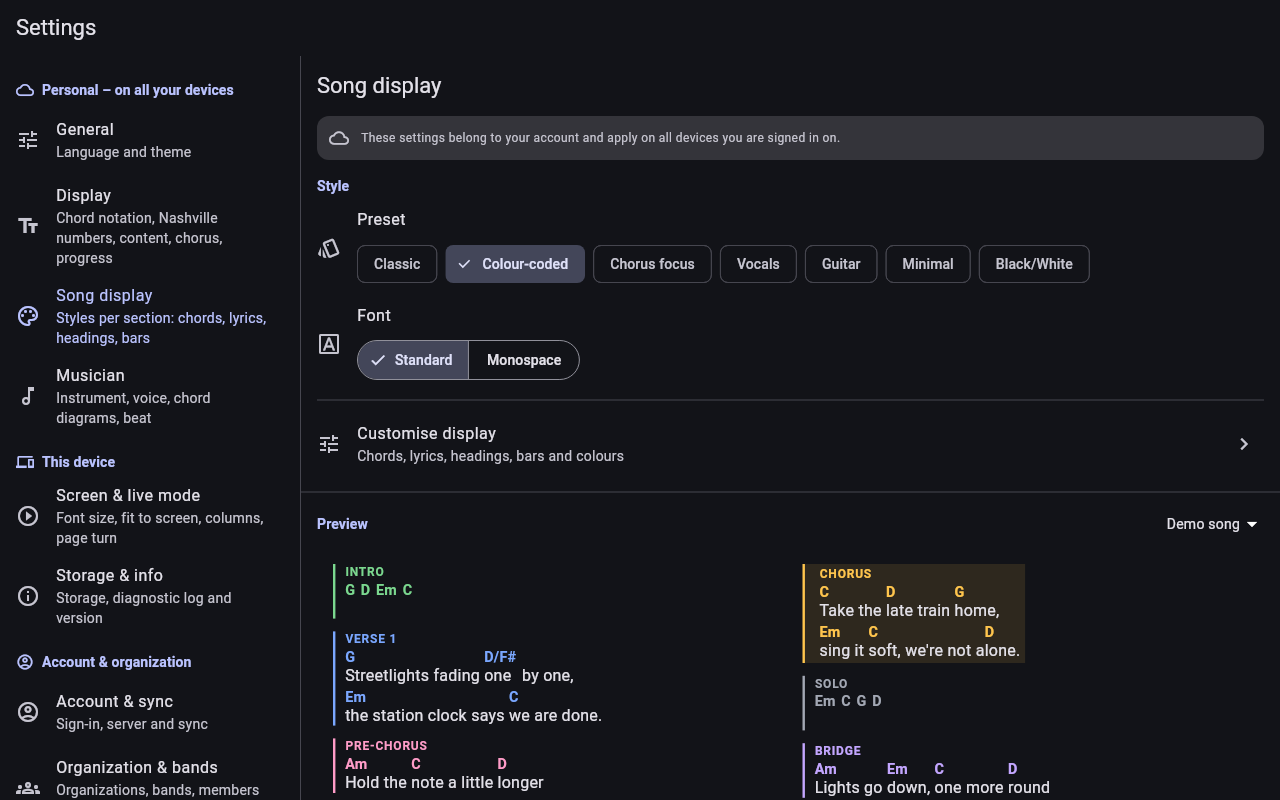 Settings
Personal – on all your devices
General
Language and theme
Display
Chord notation, Nashville
numbers, content, chorus,
progress
Song display
Styles per section: chords, lyrics,
headings, bars
Musician
Instrument, voice, chord
diagrams, beat
This device
Screen & live mode
Font size, fit to screen, columns,
page turn
Storage & info
Storage, diagnostic log and
version
Account & organization
Account & sync
Sign-in, server and sync
Organization & bands
Organizations, bands, members
Song display
These settings belong to your account and apply on all devices you are signed in on.
Style
Preset
Classic Colour-coded Chorus focus Vocals Guitar Minimal Black/White
Font
Standard Monospace
Customise display
Chords, lyrics, headings, bars and colours
Preview Demo song
INTRO
G D Em C
VERSE 1
G D/F#
Streetlights fading one by one,
Em C
the station clock says we are done.
PRE-CHORUS
Am C D
Hold the note a little longer
CHORUS
C D G
Take the late train home,
Em C D
sing it soft, we're not alone.
SOLO
Em C G D
BRIDGE
Am Em C D
Lights go down, one more round